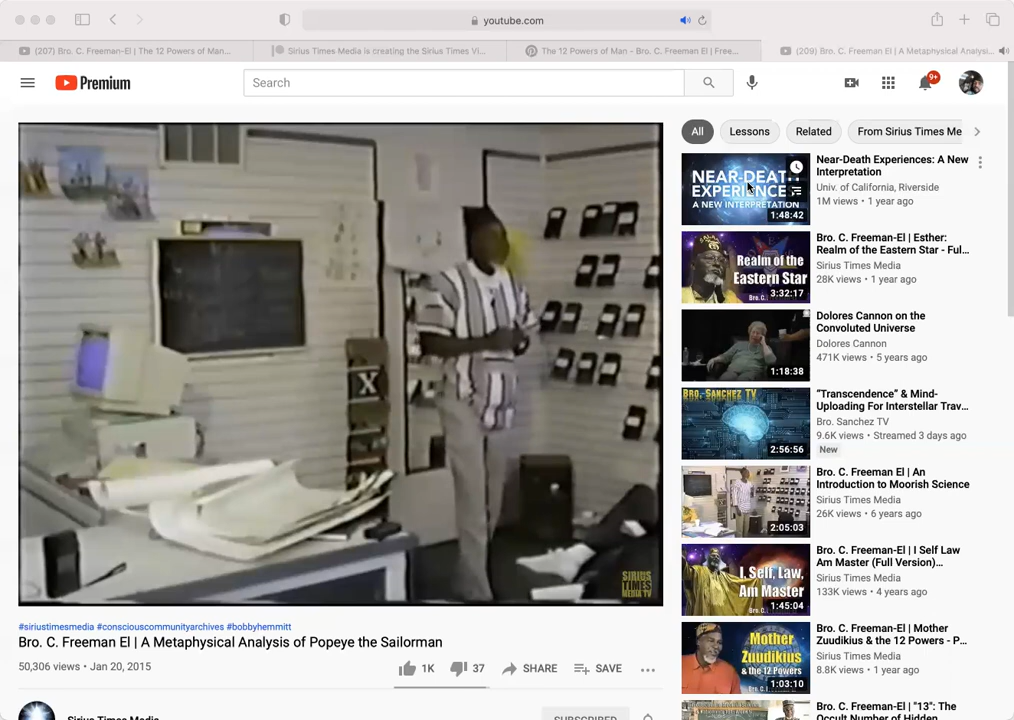 youtube.com
(207) Bro. C. Freeman-El | The 12 Powers of Man...
Sirius Times Media is creating the Sirius Times Vi...
The 12 Powers of Man - Bro. C. Freeman El | Free...
(209) Bro. C. Freeman El | A Metaphysical Analysi...
Premium
Search
9+
All
Lessons
Related
From Sirius Times Me
X
SIRIUS
TIMES
MEDIA TV
#siriustimesmedia #consciouscommunityarchives #bobbyhemmitt
Bro. C. Freeman El | A Metaphysical Analysis of Popeye the Sailorman
50,306 views • Jan 20, 2015
1K
37
SHARE
SAVE
Sirius Times Media
SUBSCRIBED
NEAR-DEATH
EXPERIENCES
A NEW INTERPRETATION
1:48:42
Near-Death Experiences: A New
Interpretation
Univ. of California, Riverside
1M views • 1 year ago
Realm of the
Eastern Star
Bro. C.
3:32:17
Bro. C. Freeman-El | Esther:
Realm of the Eastern Star - Ful...
Sirius Times Media
28K views • 1 year ago
1:18:38
Dolores Cannon on the
Convoluted Universe
Dolores Cannon
471K views • 5 years ago
BRO. SANCHEZ TV
2:56:56
“Transcendence” & Mind-
Uploading For Interstellar Trav...
Bro. Sanchez TV
9.6K views • Streamed 3 days ago
New
2:05:03
Bro. C. Freeman El | An
Introduction to Moorish Science
Sirius Times Media
26K views • 6 years ago
I, Self, Law,
Am Master
1:45:04
Bro. C. Freeman-El | I Self Law
Am Master (Full Version)...
Sirius Times Media
133K views • 4 years ago
Mother
Zuudikius
& the 12 Powers
Bro. C.
1:03:10
Bro. C. Freeman-El | Mother
Zuudikius & the 12 Powers - P...
Sirius Times Media
8.8K views • 1 year ago
Bro. C. Freeman-El | "13": The
Occult Number of Hidden